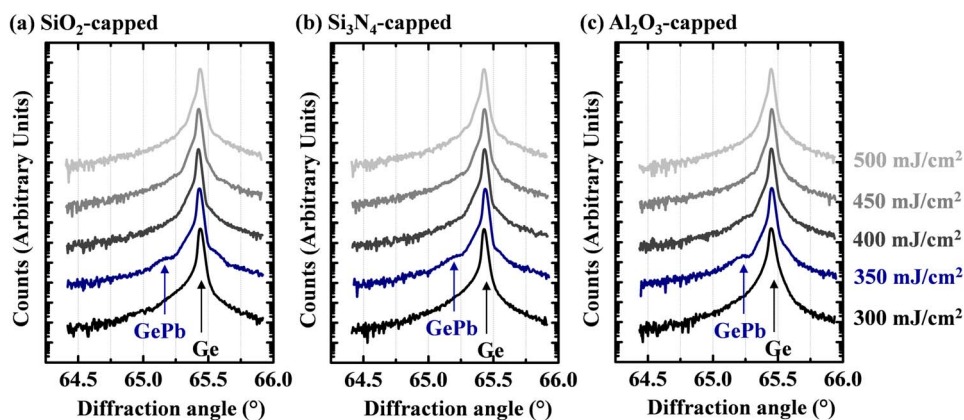 (a) SiO₂-capped
(b) Si₃N₄-capped
(c) Al₂O₃-capped
Counts (Arbitrary Units)
GePb
Ge
64.5 65.0 65.5 66.0
Diffraction angle (°)
Counts (Arbitrary Units)
GePb
Ge
64.5 65.0 65.5 66.0
Diffraction angle (°)
Counts (Arbitrary Units)
GePb
Ge
64.5 65.0 65.5 66.0
Diffraction angle (°)
500 mJ/cm²
450 mJ/cm²
400 mJ/cm²
350 mJ/cm²
300 mJ/cm²